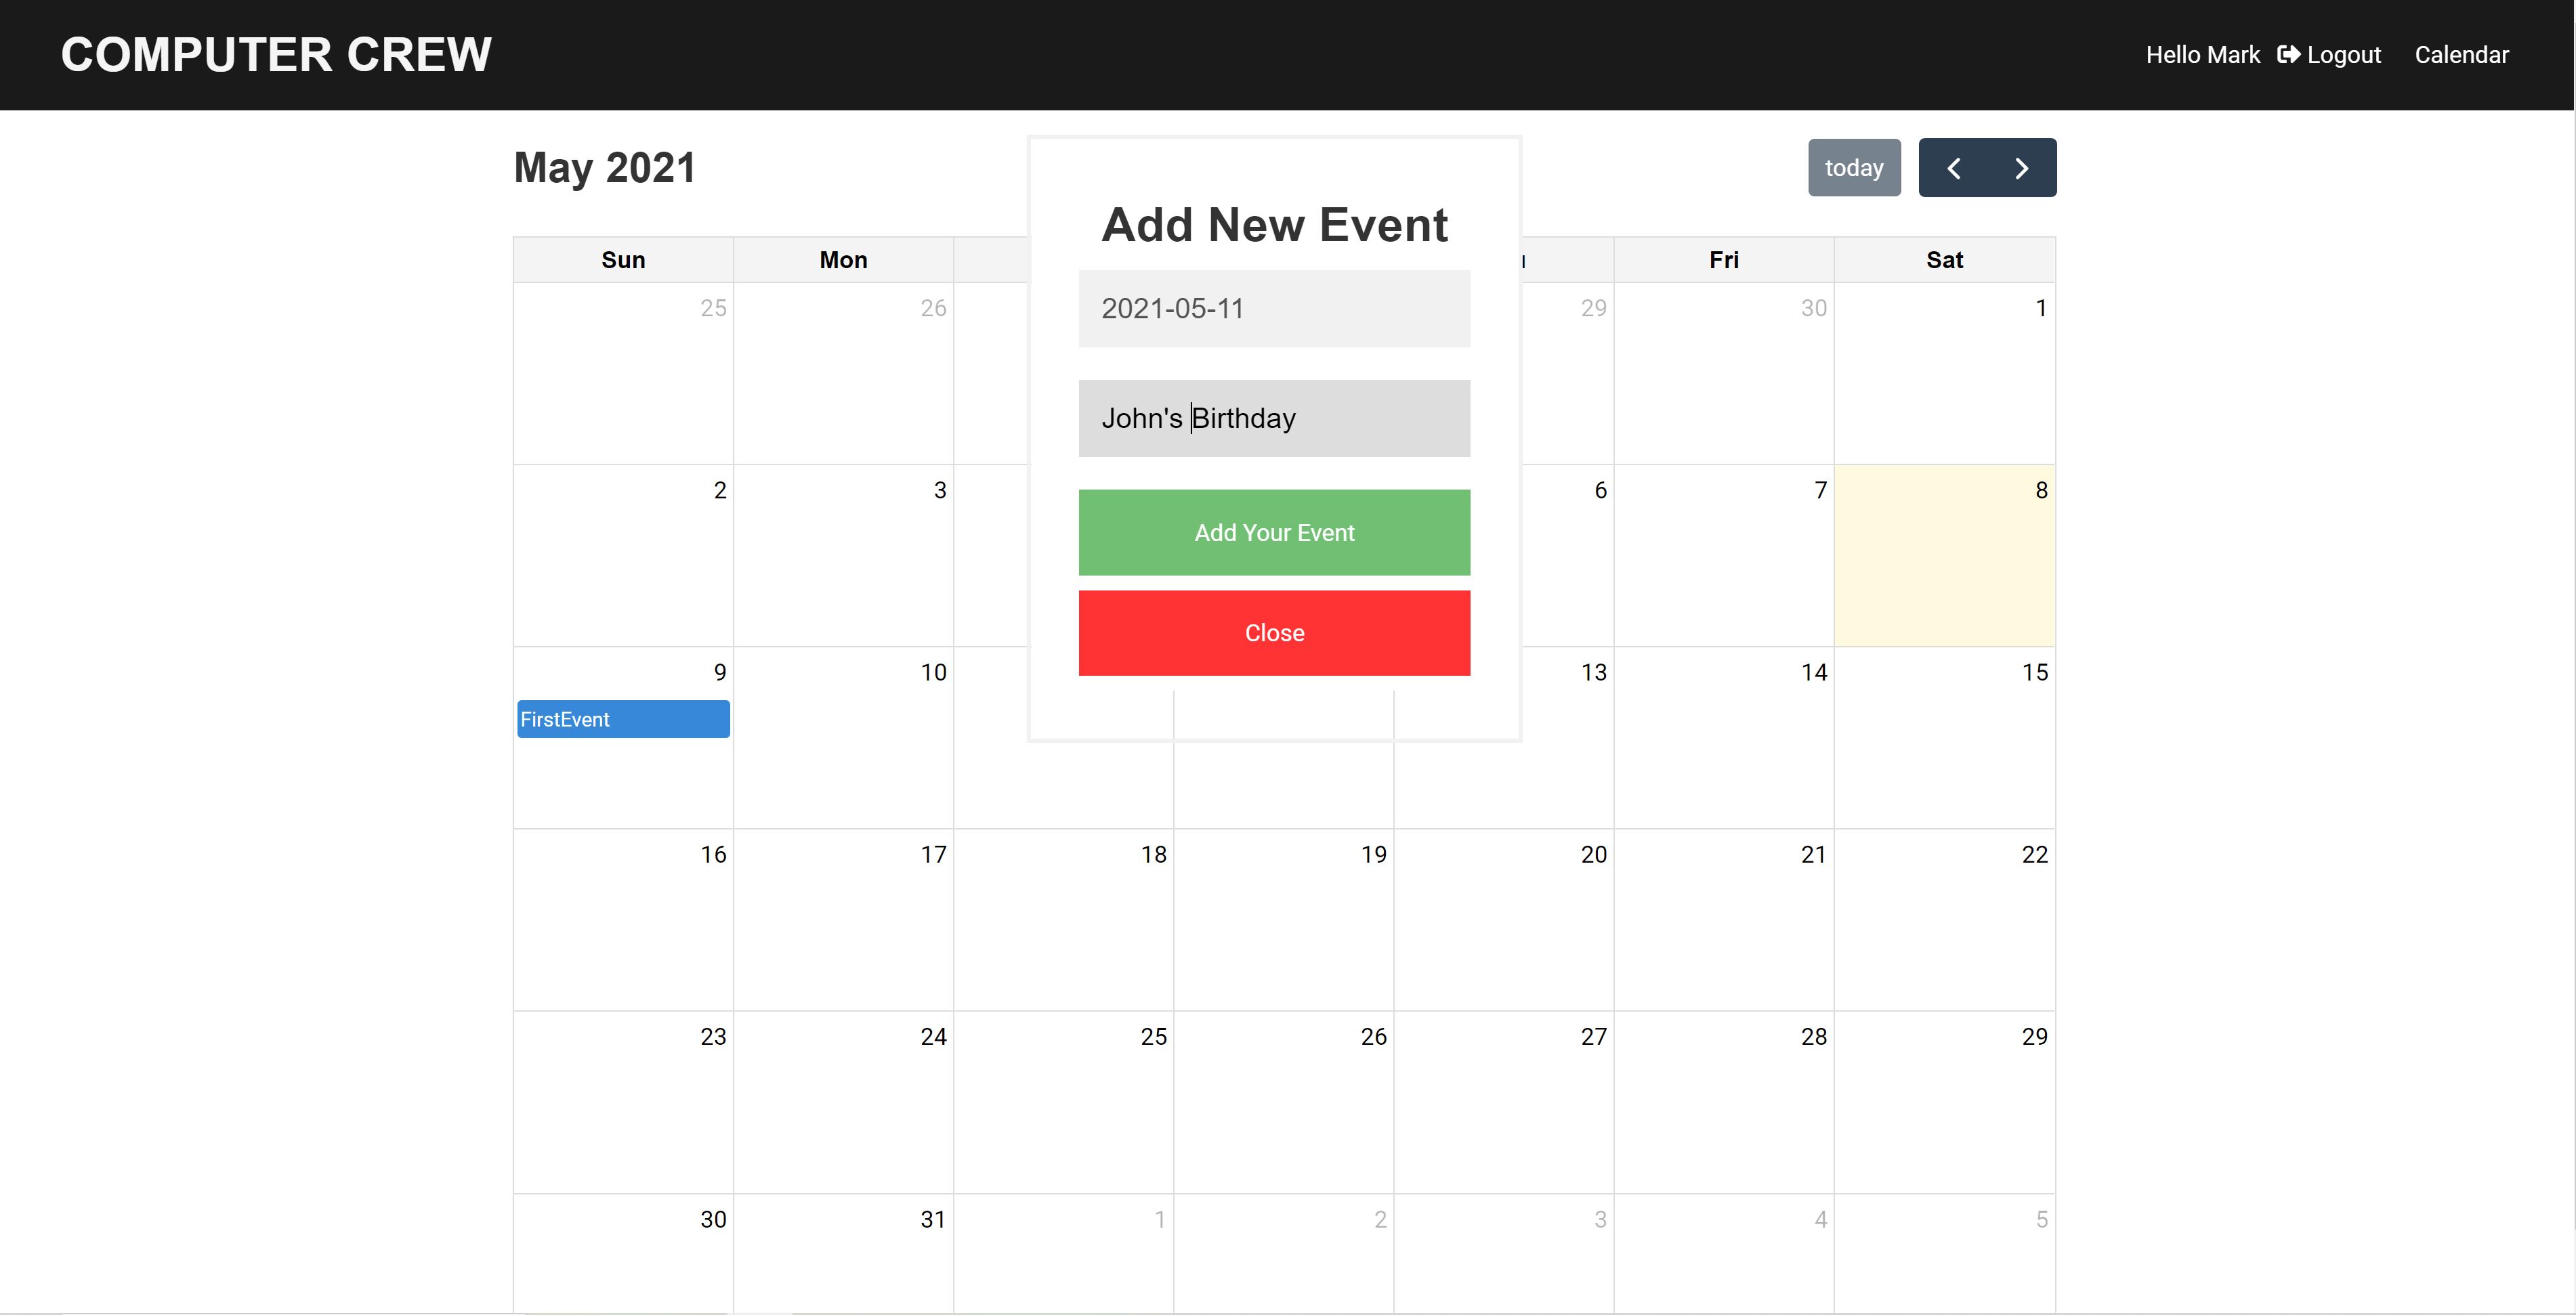 COMPUTER CREW
Hello Mark Logout Calendar
May 2021
today
Add New Event
2021-05-11
John's Birthday
Add Your Event
Close
Sun Mon Fri Sat
25 26 29 30 1
2 3 6 7 8
9 10 13 14 15
FirstEvent
16 17 18 19 20 21 22
23 24 25 26 27 28 29
30 31 1 2 3 4 5